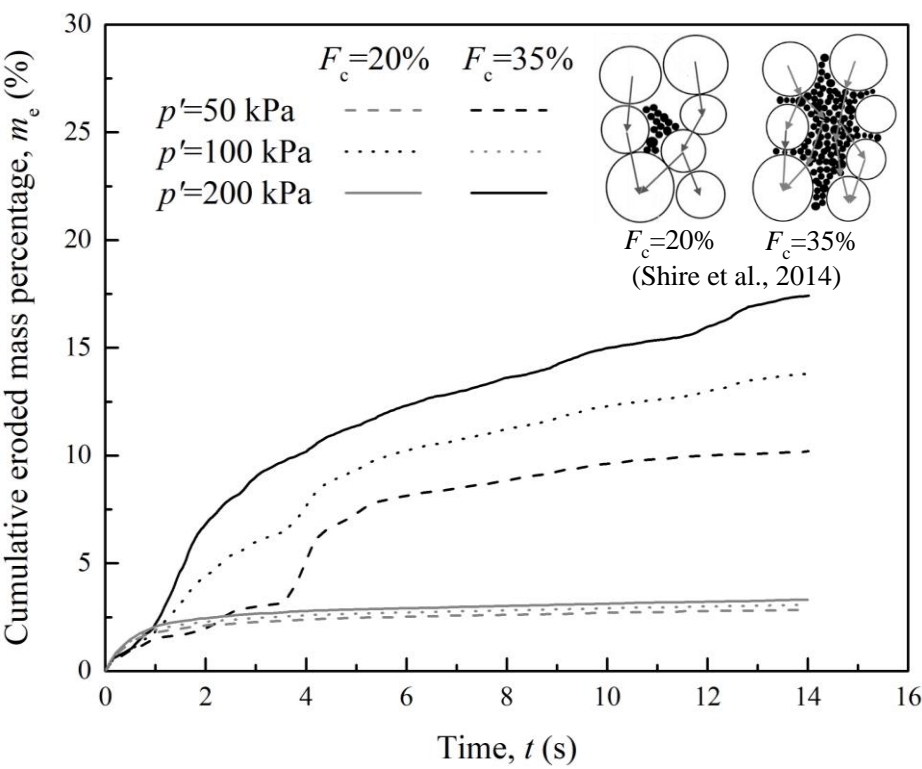 30
25
20
15
10
5
0
Cumulative eroded mass percentage, mₑ (%)
F_c=20% F_c=35%
p'=50 kPa
p'=100 kPa
p'=200 kPa
F_c=20% F_c=35%
(Shire et al., 2014)
0 2 4 6 8 10 12 14 16
Time, t (s)